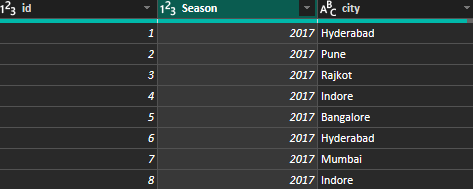 1²3 id 1²3 Season ABC city
1 2017 Hyderabad
2 2017 Pune
3 2017 Rajkot
4 2017 Indore
5 2017 Bangalore
6 2017 Hyderabad
7 2017 Mumbai
8 2017 Indore